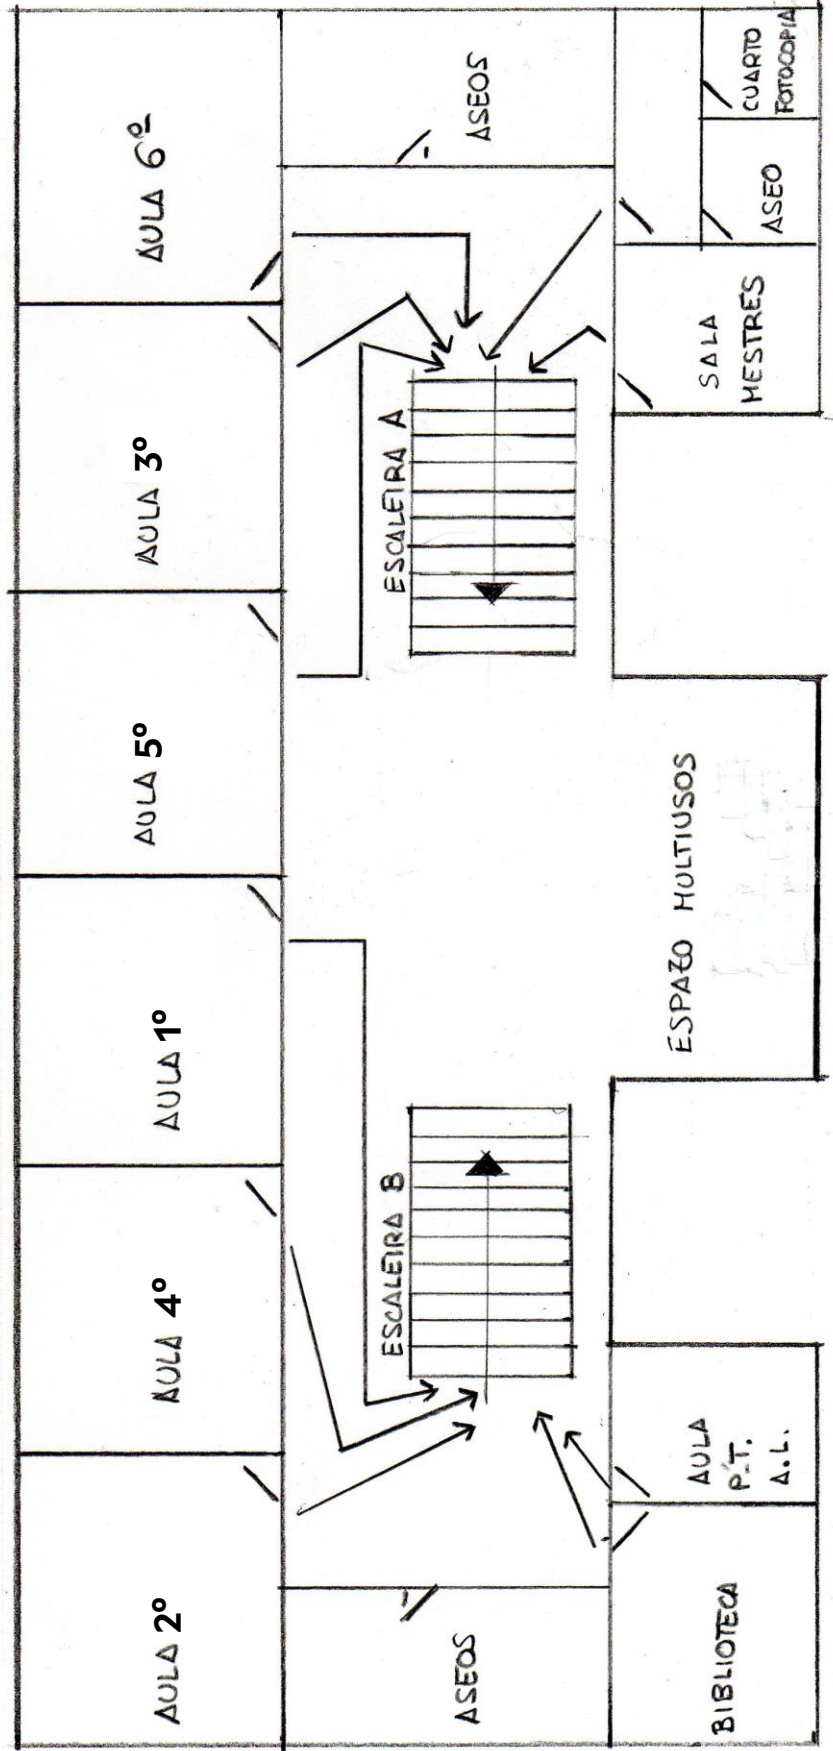 AULA 2º
AULA 4º
AULA 1º
AULA 5º
AULA 3º
AULA 6º
ASEOS
ESCALEIRA B
ESCALEIRA A
ASEOS
BIBLIOTECA
AULA
P.T.
A.L.
ESPAZO MULTIUSOS
SALA
MESTRES
ASEO
CUARTO
FOTOCOPIA